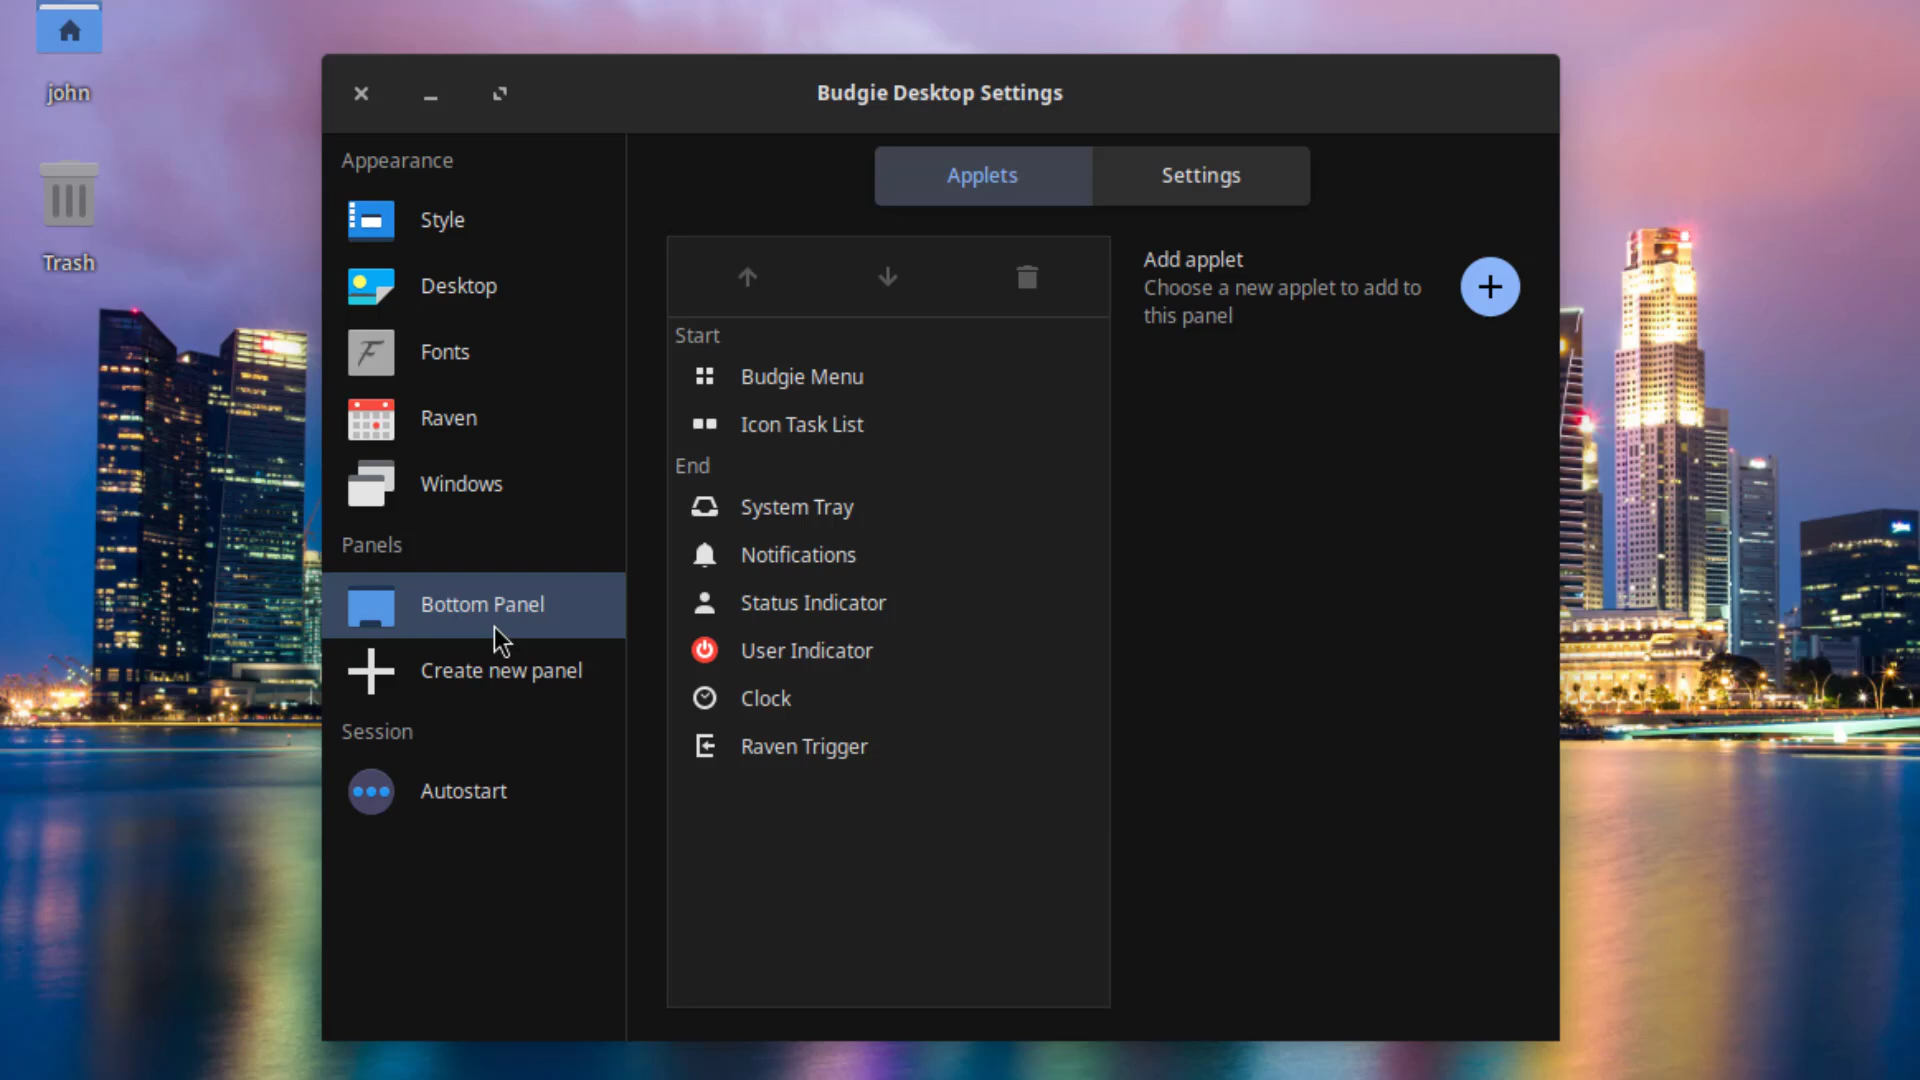 john
Trash
Budgie Desktop Settings
Appearance
Style
Desktop
Fonts
Raven
Windows
Panels
Bottom Panel
Create new panel
Session
Autostart
Applets
Settings
Start
Budgie Menu
Icon Task List
End
System Tray
Notifications
Status Indicator
User Indicator
Clock
Raven Trigger
Add applet
Choose a new applet to add to
this panel